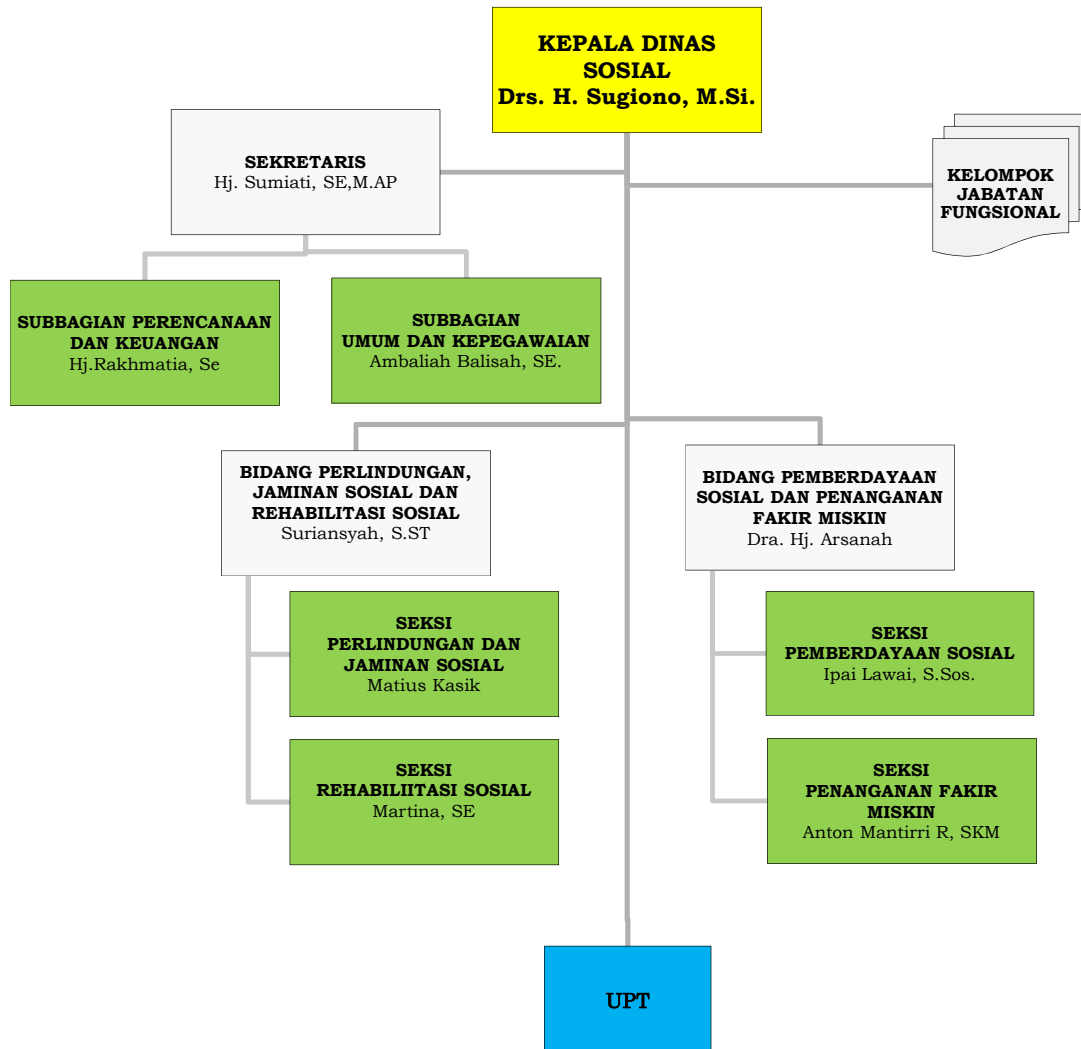 KEPALA DINAS
SOSIAL
Drs. H. Sugiono, M.Si.
SEKRETARIS
Hj. Sumiati, SE,M.AP
KELOMPOK
JABATAN
FUNGSIONAL
SUBBAGIAN PERENCANAAN
DAN KEUANGAN
Hj.Rakhmatia, Se
SUBBAGIAN
UMUM DAN KEPEGAWAIAN
Ambaliah Balisah, SE.
BIDANG PERLINDUNGAN,
JAMINAN SOSIAL DAN
REHABILITASI SOSIAL
Suriansyah, S.ST
BIDANG PEMBERDAYAAN
SOSIAL DAN PENANGANAN
FAKIR MISKIN
Dra. Hj. Arsanah
SEKSI
PERLINDUNGAN DAN
JAMINAN SOSIAL
Matius Kasik
SEKSI
PEMBERDAYAAN SOSIAL
Ipai Lawai, S.Sos.
SEKSI
REHABILIITASI SOSIAL
Martina, SE
SEKSI
PENANGANAN FAKIR
MISKIN
Anton Mantirri R, SKM
UPT